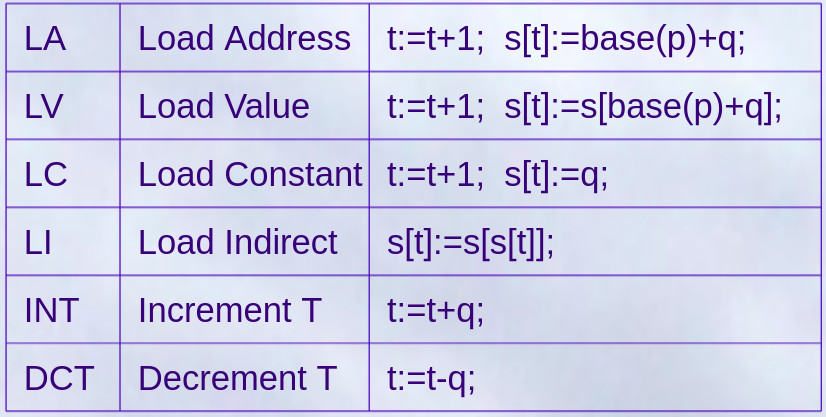 LA Load Address t:=t+1; s[t]:=base(p)+q;
LV Load Value t:=t+1; s[t]:=s[base(p)+q];
LC Load Constant t:=t+1; s[t]:=q;
LI Load Indirect s[t]:=s[s[t]];
INT Increment T t:=t+q;
DCT Decrement T t:=t-q;